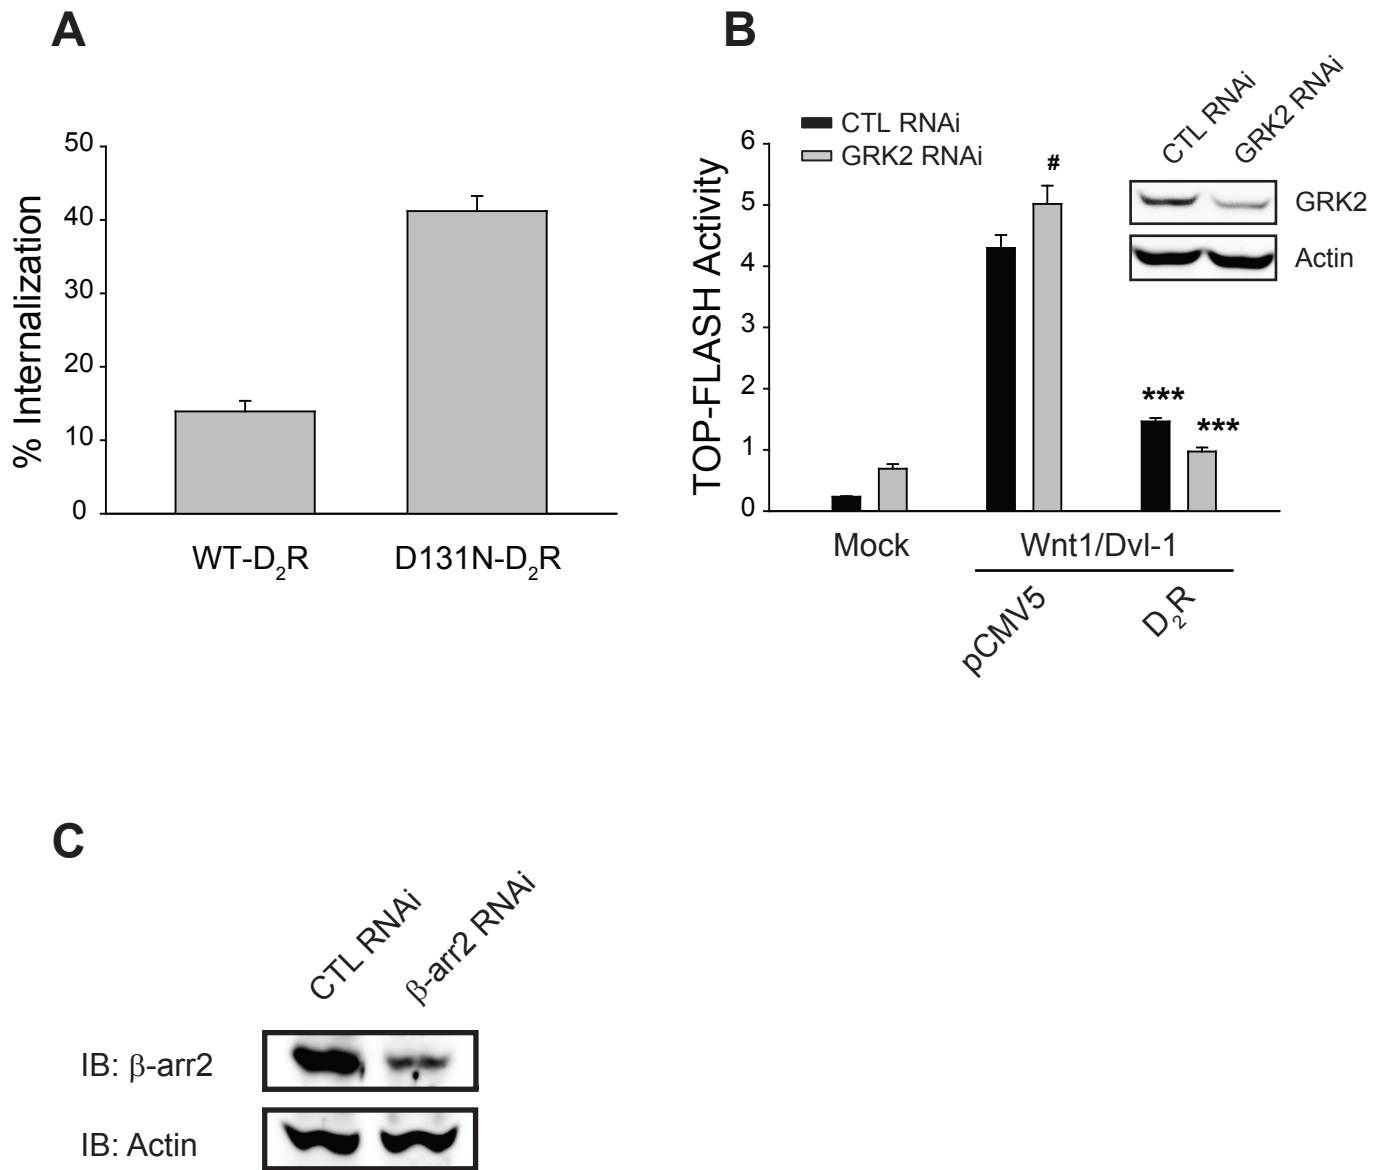 A
% Internalization
50
40
30
20
10
0
WT-D2R
D131N-D2R
B
TOP-FLASH Activity
6
5
4
3
2
1
0
CTL RNAi
GRK2 RNAi
#
***
***
Mock
Wnt1/Dvl-1
pCMV5
D2R
CTL RNAi
GRK2 RNAi
GRK2
Actin
C
CTL RNAi
β-arr2 RNAi
IB: β-arr2
IB: Actin